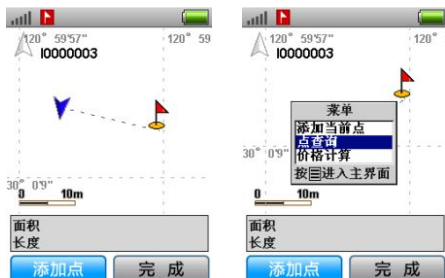 120° 59'57"
120° 59
I0000003
30° 0'9"
0 10m
面积
长度
添加点 完成
120° 59'57"
120°
I0000003
菜单
添加当前点
点查询
价格计算
按☰进入主界面
30° 0'9"
0 10m
面积
长度
添加点 完成